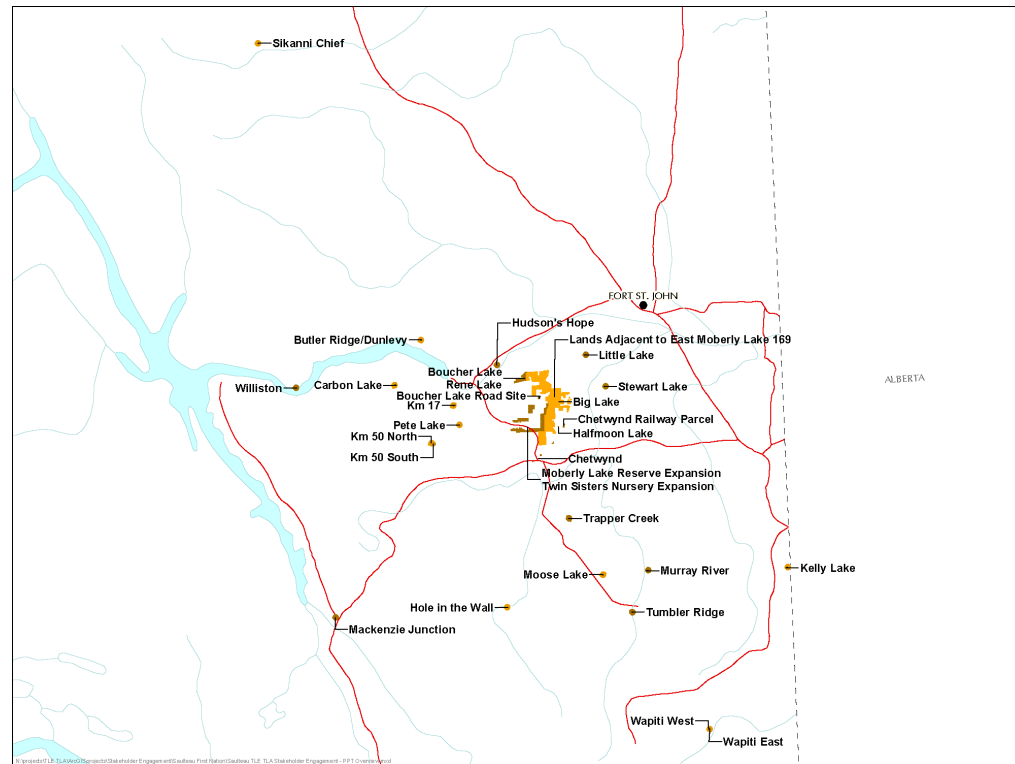 Sikanni Chief
FORT ST. JOHN
Hudson's Hope
Butler Ridge/Dunlevy
Lands Adjacent to East Moberly Lake 169
Little Lake
ALBERTA
Boucher Lake
Rene Lake
Williston
Carbon Lake
Stewart Lake
Boucher Lake Road Site
Km 17
Big Lake
Pete Lake
Chetwynd Railway Parcel
Km 50 North
Halfmoon Lake
Km 50 South
Chetwynd
Moberly Lake Reserve Expansion
Twin Sisters Nursery Expansion
Trapper Creek
Moose Lake
Murray River
Kelly Lake
Hole in the Wall
Tumbler Ridge
Mackenzie Junction
Wapiti West
Wapiti East